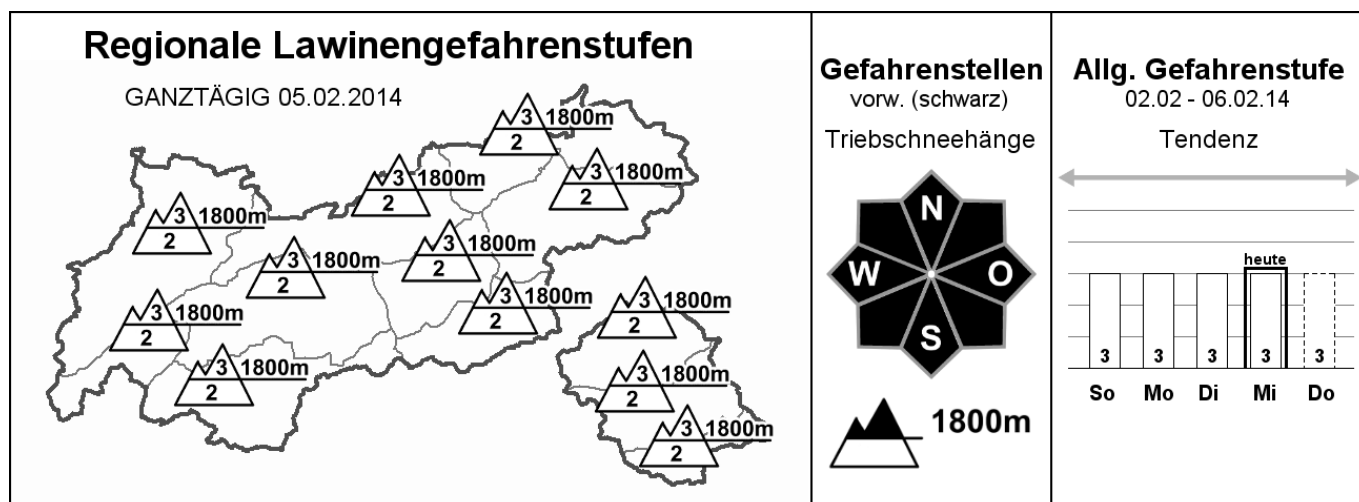 Regionale Lawinengefahrenstufen
GANZTÄGIG 05.02.2014
3 1800m
2
3 1800m
2
3 1800m
2
3 1800m
2
3 1800m
2
3 1800m
2
3 1800m
2
3 1800m
2
3 1800m
2
3 1800m
2
3 1800m
2
3 1800m
2
Gefahrenstellen
vorw. (schwarz)
Triebschneehänge
N
W O
S
1800m
Allg. Gefahrenstufe
02.02 - 06.02.14
Tendenz
heute
3 3 3 3 3
So Mo Di Mi Do